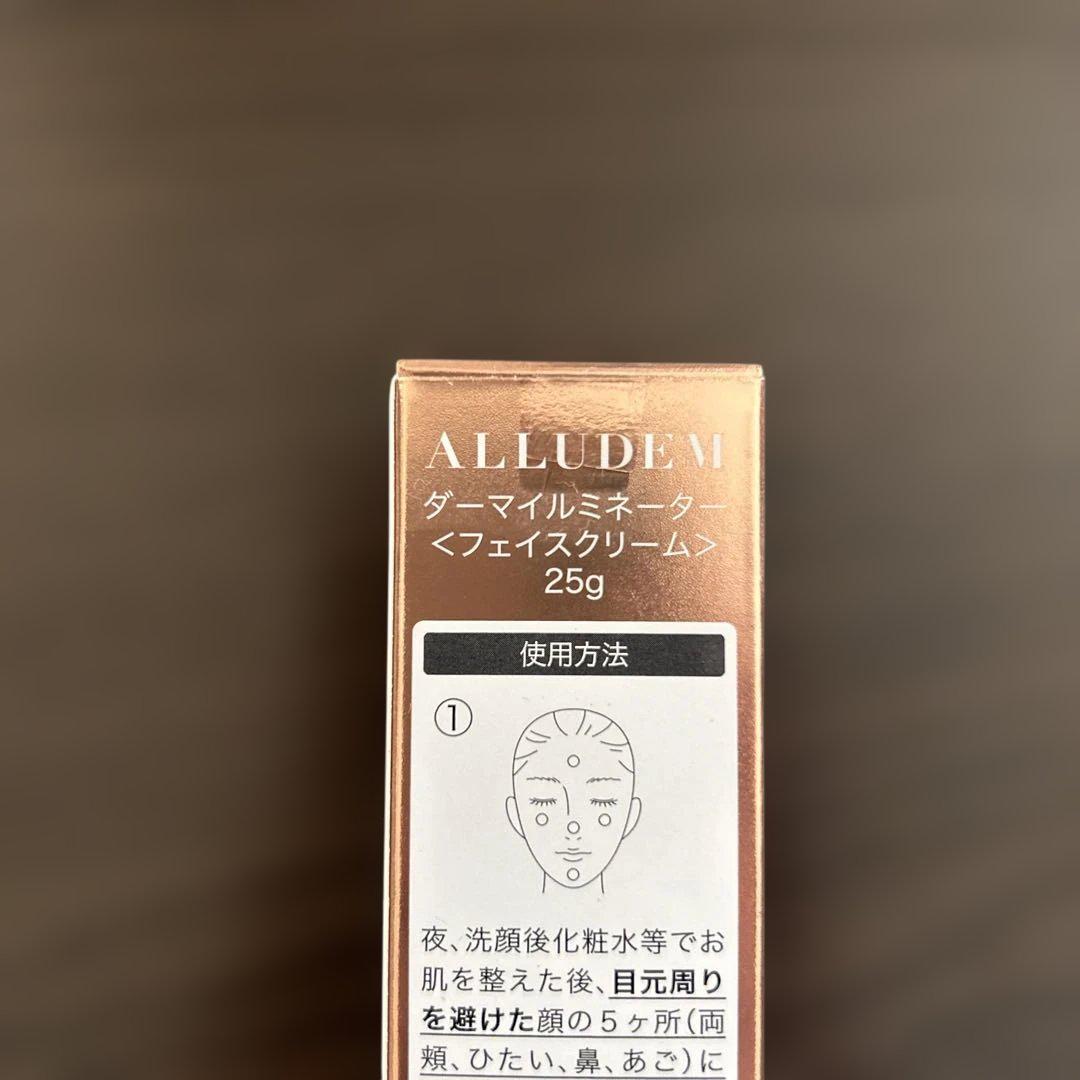 ALLUDEM
ダーマイルミネーター
<フェイスクリーム>
25g
使用方法
①
夜、洗顔後化粧水等でお
肌を整えた後、目元周り
を避けた顔の5ヶ所(両
頬、ひたい、鼻、あご)に